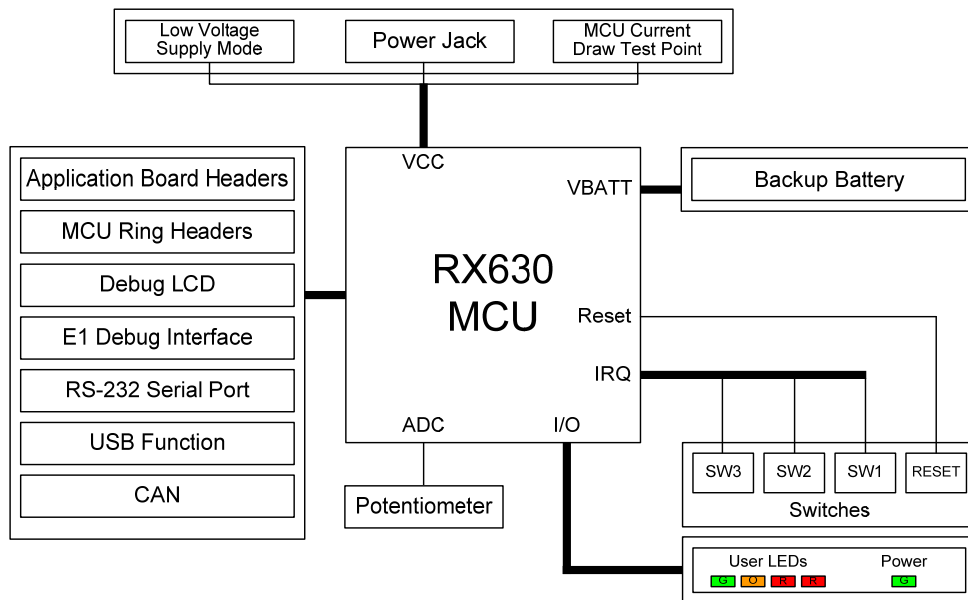 Low Voltage
Supply Mode
Power Jack
MCU Current
Draw Test Point
VCC
VBATT
Backup Battery
Application Board Headers
MCU Ring Headers
Debug LCD
E1 Debug Interface
RS-232 Serial Port
USB Function
CAN
RX630
MCU
Reset
IRQ
ADC
I/O
Potentiometer
SW3
SW2
SW1
RESET
Switches
User LEDs
Power
G
O
R
R
G